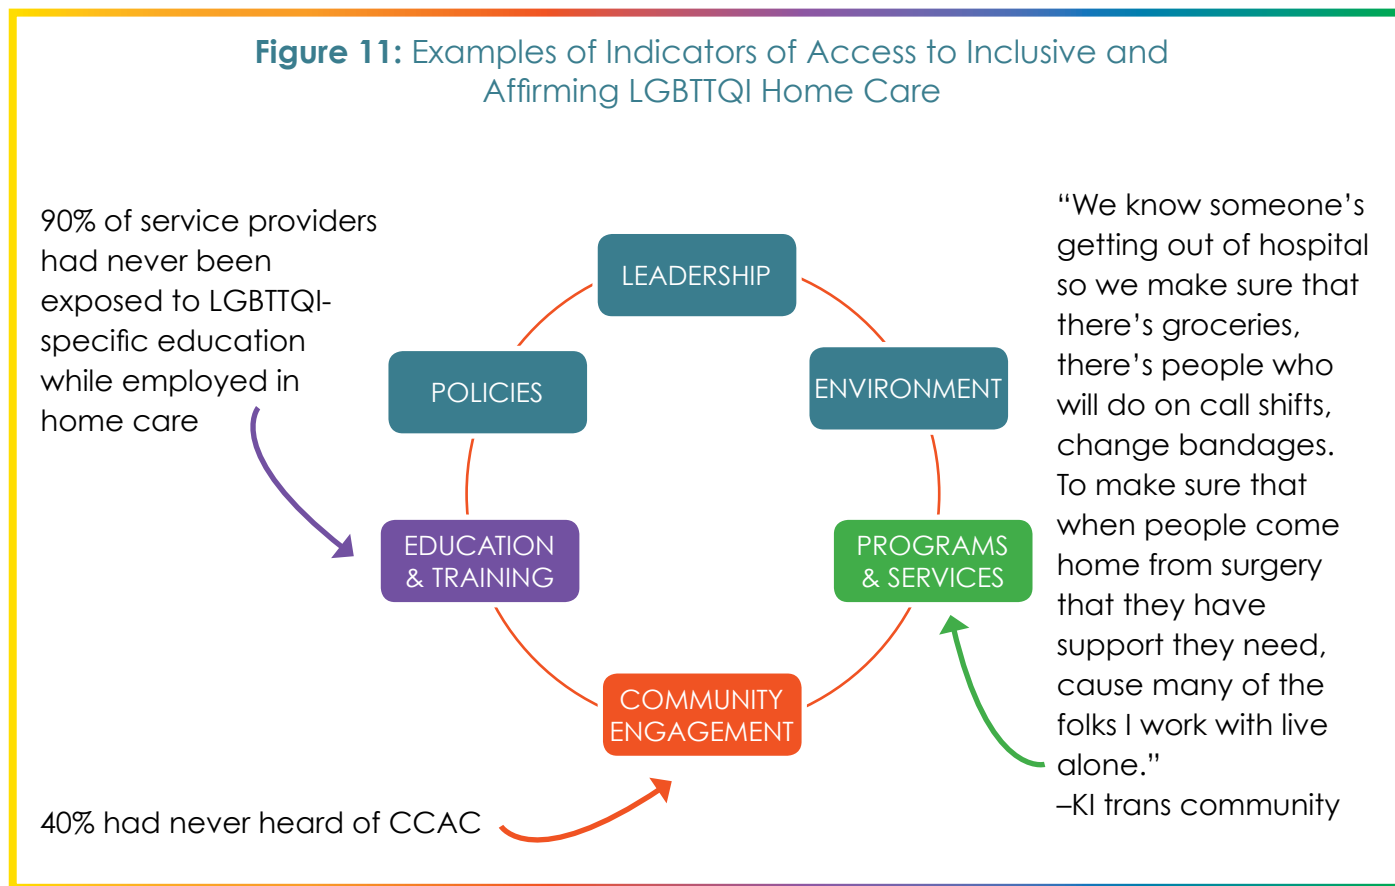 Figure 11: Examples of Indicators of Access to Inclusive and
Affirming LGBTTQI Home Care
90% of service providers
had never been
exposed to LGBTTQI-
specific education
while employed in
home care
LEADERSHIP
POLICIES
ENVIRONMENT
EDUCATION
& TRAINING
PROGRAMS
& SERVICES
COMMUNITY
ENGAGEMENT
40% had never heard of CCAC
“We know someone’s
getting out of hospital
so we make sure that
there’s groceries,
there’s people who
will do on call shifts,
change bandages.
To make sure that
when people come
home from surgery
that they have
support they need,
cause many of the
folks I work with live
alone.”
–KI trans community